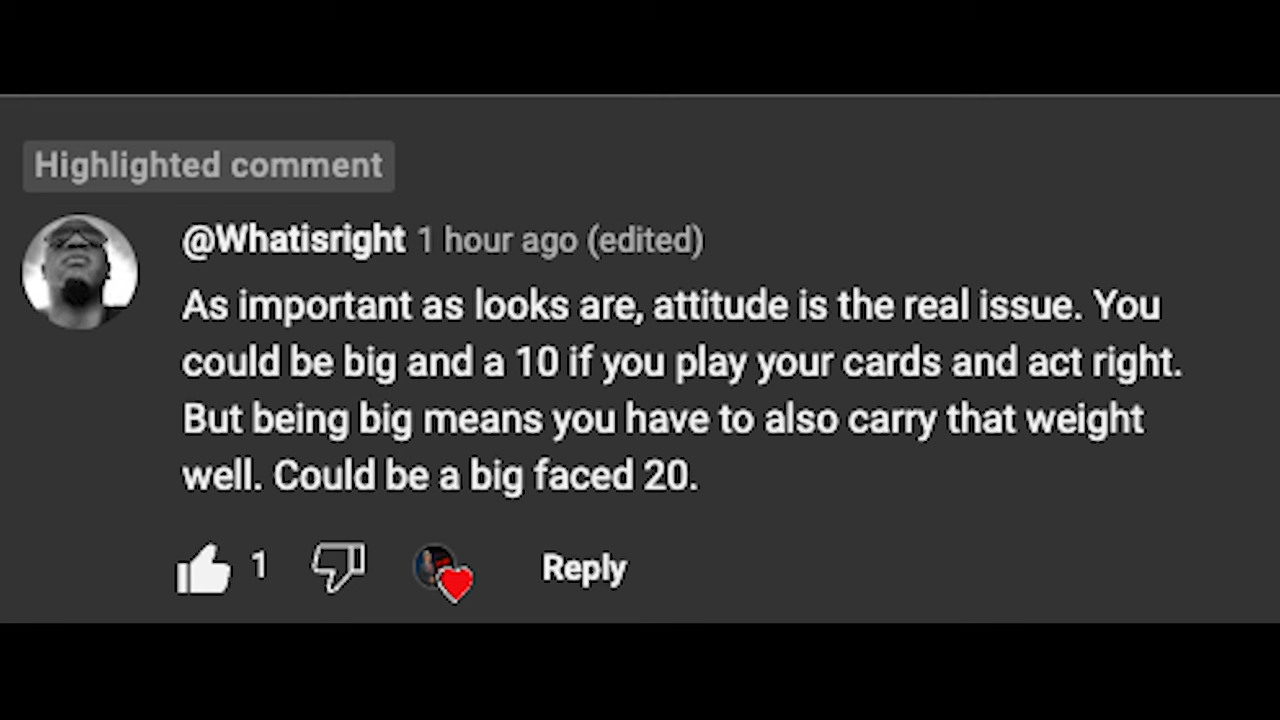 Highlighted comment
@Whatisright 1 hour ago (edited)
As important as looks are, attitude is the real issue. You
could be big and a 10 if you play your cards and act right.
But being big means you have to also carry that weight
well. Could be a big faced 20.
1 Reply